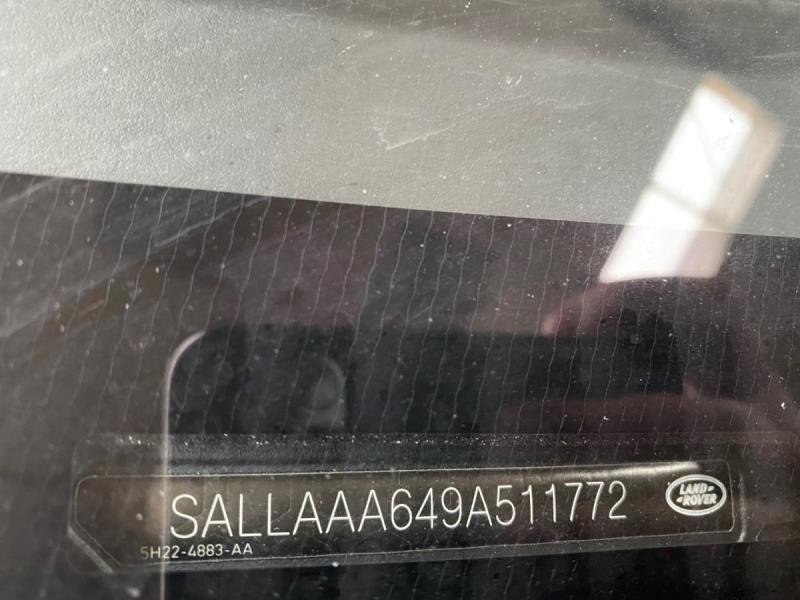 SALLAAA649A511772
LAND-
-ROVER
5H22-4883-AA